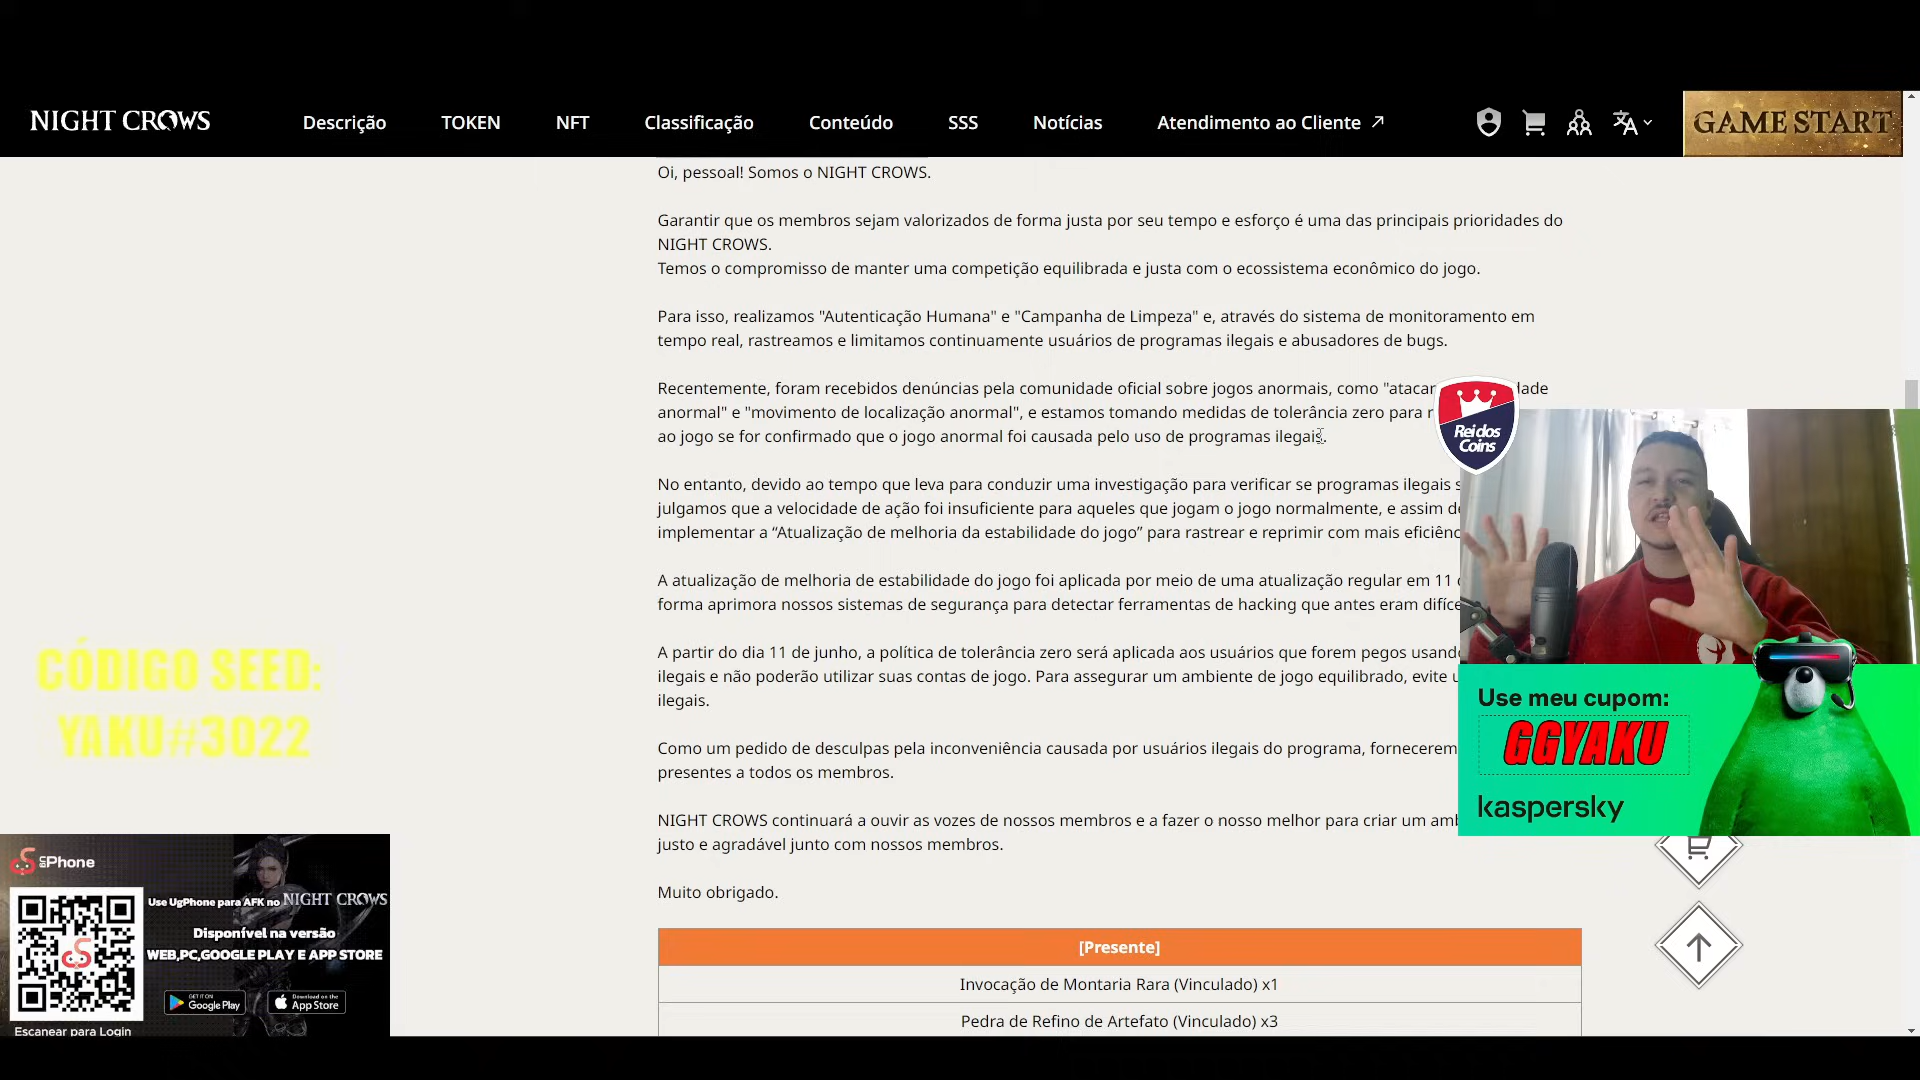 NIGHT CROWS
Descrição
TOKEN
NFT
Classificação
Conteúdo
SSS
Notícias
Atendimento ao Cliente
GAME START
Oi, pessoal! Somos o NIGHT CROWS.
Garantir que os membros sejam valorizados de forma justa por seu tempo e esforço é uma das principais prioridades do
NIGHT CROWS.
Temos o compromisso de manter uma competição equilibrada e justa com o ecossistema econômico do jogo.
Para isso, realizamos "Autenticação Humana" e "Campanha de Limpeza" e, através do sistema de monitoramento em
tempo real, rastreamos e limitamos continuamente usuários de programas ilegais e abusadores de bugs.
Recentemente, foram recebidos denúncias pela comunidade oficial sobre jogos anormais, como
anormal" e "movimento de localização anormal", e estamos tomando medidas de tolerância zero para
ao jogo se for confirmado que o jogo anormal foi causada pelo uso de programas ilegais.
No entanto, devido ao tempo que leva para conduzir uma investigação para verificar se programas ilegais
julgamos que a velocidade de ação foi insuficiente para aqueles que jogam o jogo normalmente, e assim
implementar a “Atualização de melhoria da estabilidade do jogo” para rastrear e reprimir com mais
A atualização de melhoria de estabilidade do jogo foi aplicada por meio de uma atualização regular em 11
forma aprimora nossos sistemas de segurança para detectar ferramentas de hacking que antes eram
A partir do dia 11 de junho, a política de tolerância zero será aplicada aos usuários que forem pegos
ilegais e não poderão utilizar suas contas de jogo. Para assegurar um ambiente de jogo equilibrado, evite
ilegais.
Como um pedido de desculpas pela inconveniência causada por usuários ilegais do programa,
presentes a todos os membros.
NIGHT CROWS continuará a ouvir as vozes de nossos membros e a fazer o nosso melhor para criar um
justo e agradável junto com nossos membros.
Muito obrigado.
[Presente]
Invocação de Montaria Rara (Vinculado) x1
Pedra de Refino de Artefato (Vinculado) x3
Rei dos
Coins
Use meu cupom:
GGYAKU
kaspersky
CÓDIGO SEED:
YAKU#3022
Phone
Use UgPhone para AFK no NIGHT CROWS
Disponível na versão
WEB,PC,GOOGLE PLAY E APP STORE
GET IT ON
Google Play
Download on the
App Store
Escanear para Login